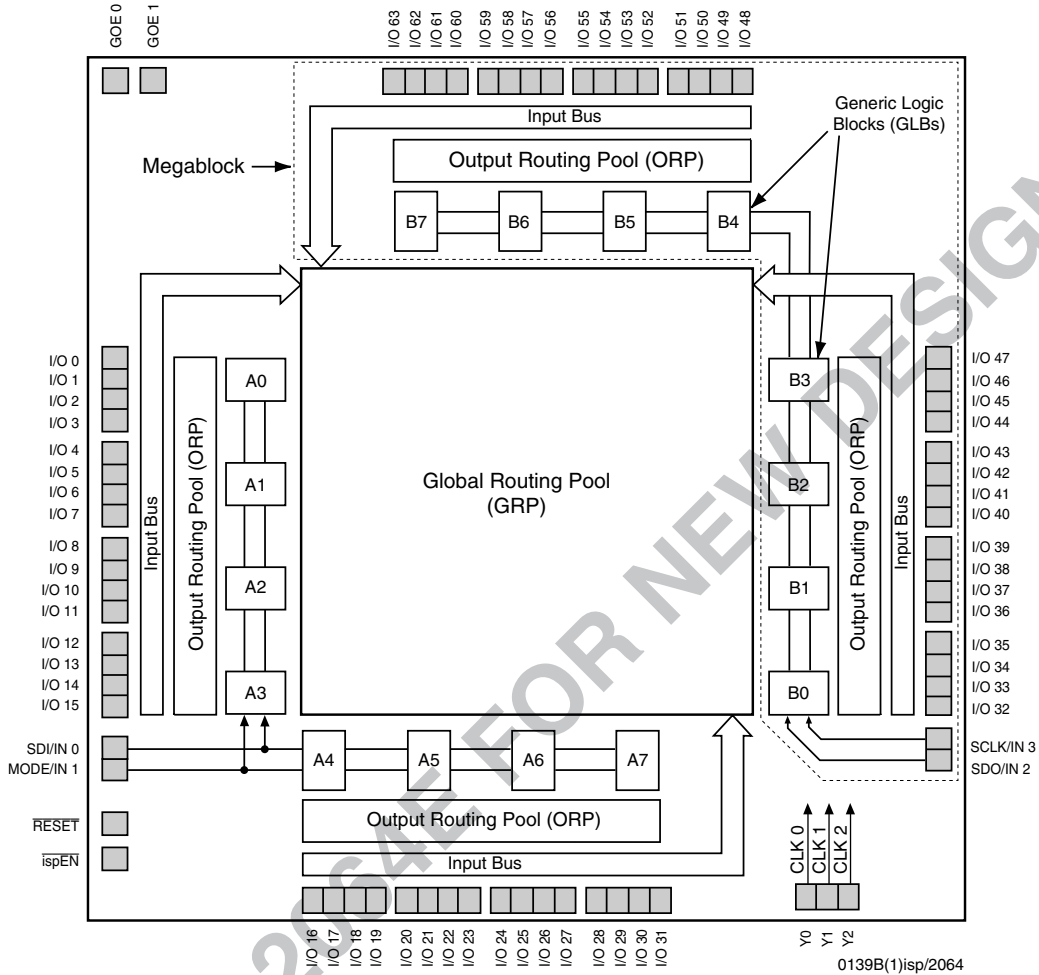 GOE 0
GOE 1
I/O 63
I/O 62
I/O 61
I/O 60
I/O 59
I/O 58
I/O 57
I/O 56
I/O 55
I/O 54
I/O 53
I/O 52
I/O 51
I/O 50
I/O 49
I/O 48
Input Bus
Generic Logic
Blocks (GLBs)
Output Routing Pool (ORP)
Megablock
B7
B6
B5
B4
I/O 0
I/O 1
I/O 2
I/O 3
I/O 4
I/O 5
I/O 6
I/O 7
I/O 8
I/O 9
I/O 10
I/O 11
I/O 12
I/O 13
I/O 14
I/O 15
Input Bus
Output Routing Pool (ORP)
A0
A1
A2
A3
Global Routing Pool
(GRP)
B3
B2
B1
B0
Output Routing Pool (ORP)
Input Bus
I/O 47
I/O 46
I/O 45
I/O 44
I/O 43
I/O 42
I/O 41
I/O 40
I/O 39
I/O 38
I/O 37
I/O 36
I/O 35
I/O 34
I/O 33
I/O 32
SDI/IN 0
MODE/IN 1
A4
A5
A6
A7
SCLK/IN 3
SDO/IN 2
RESET
ispEN
Output Routing Pool (ORP)
Input Bus
CLK 0
CLK 1
CLK 2
I/O 16
I/O 17
I/O 18
I/O 19
I/O 20
I/O 21
I/O 22
I/O 23
I/O 24
I/O 25
I/O 26
I/O 27
I/O 28
I/O 29
I/O 30
I/O 31
Y0
Y1
Y2
0139B(1)isp/2064
2064E FOR NEW DESIGN